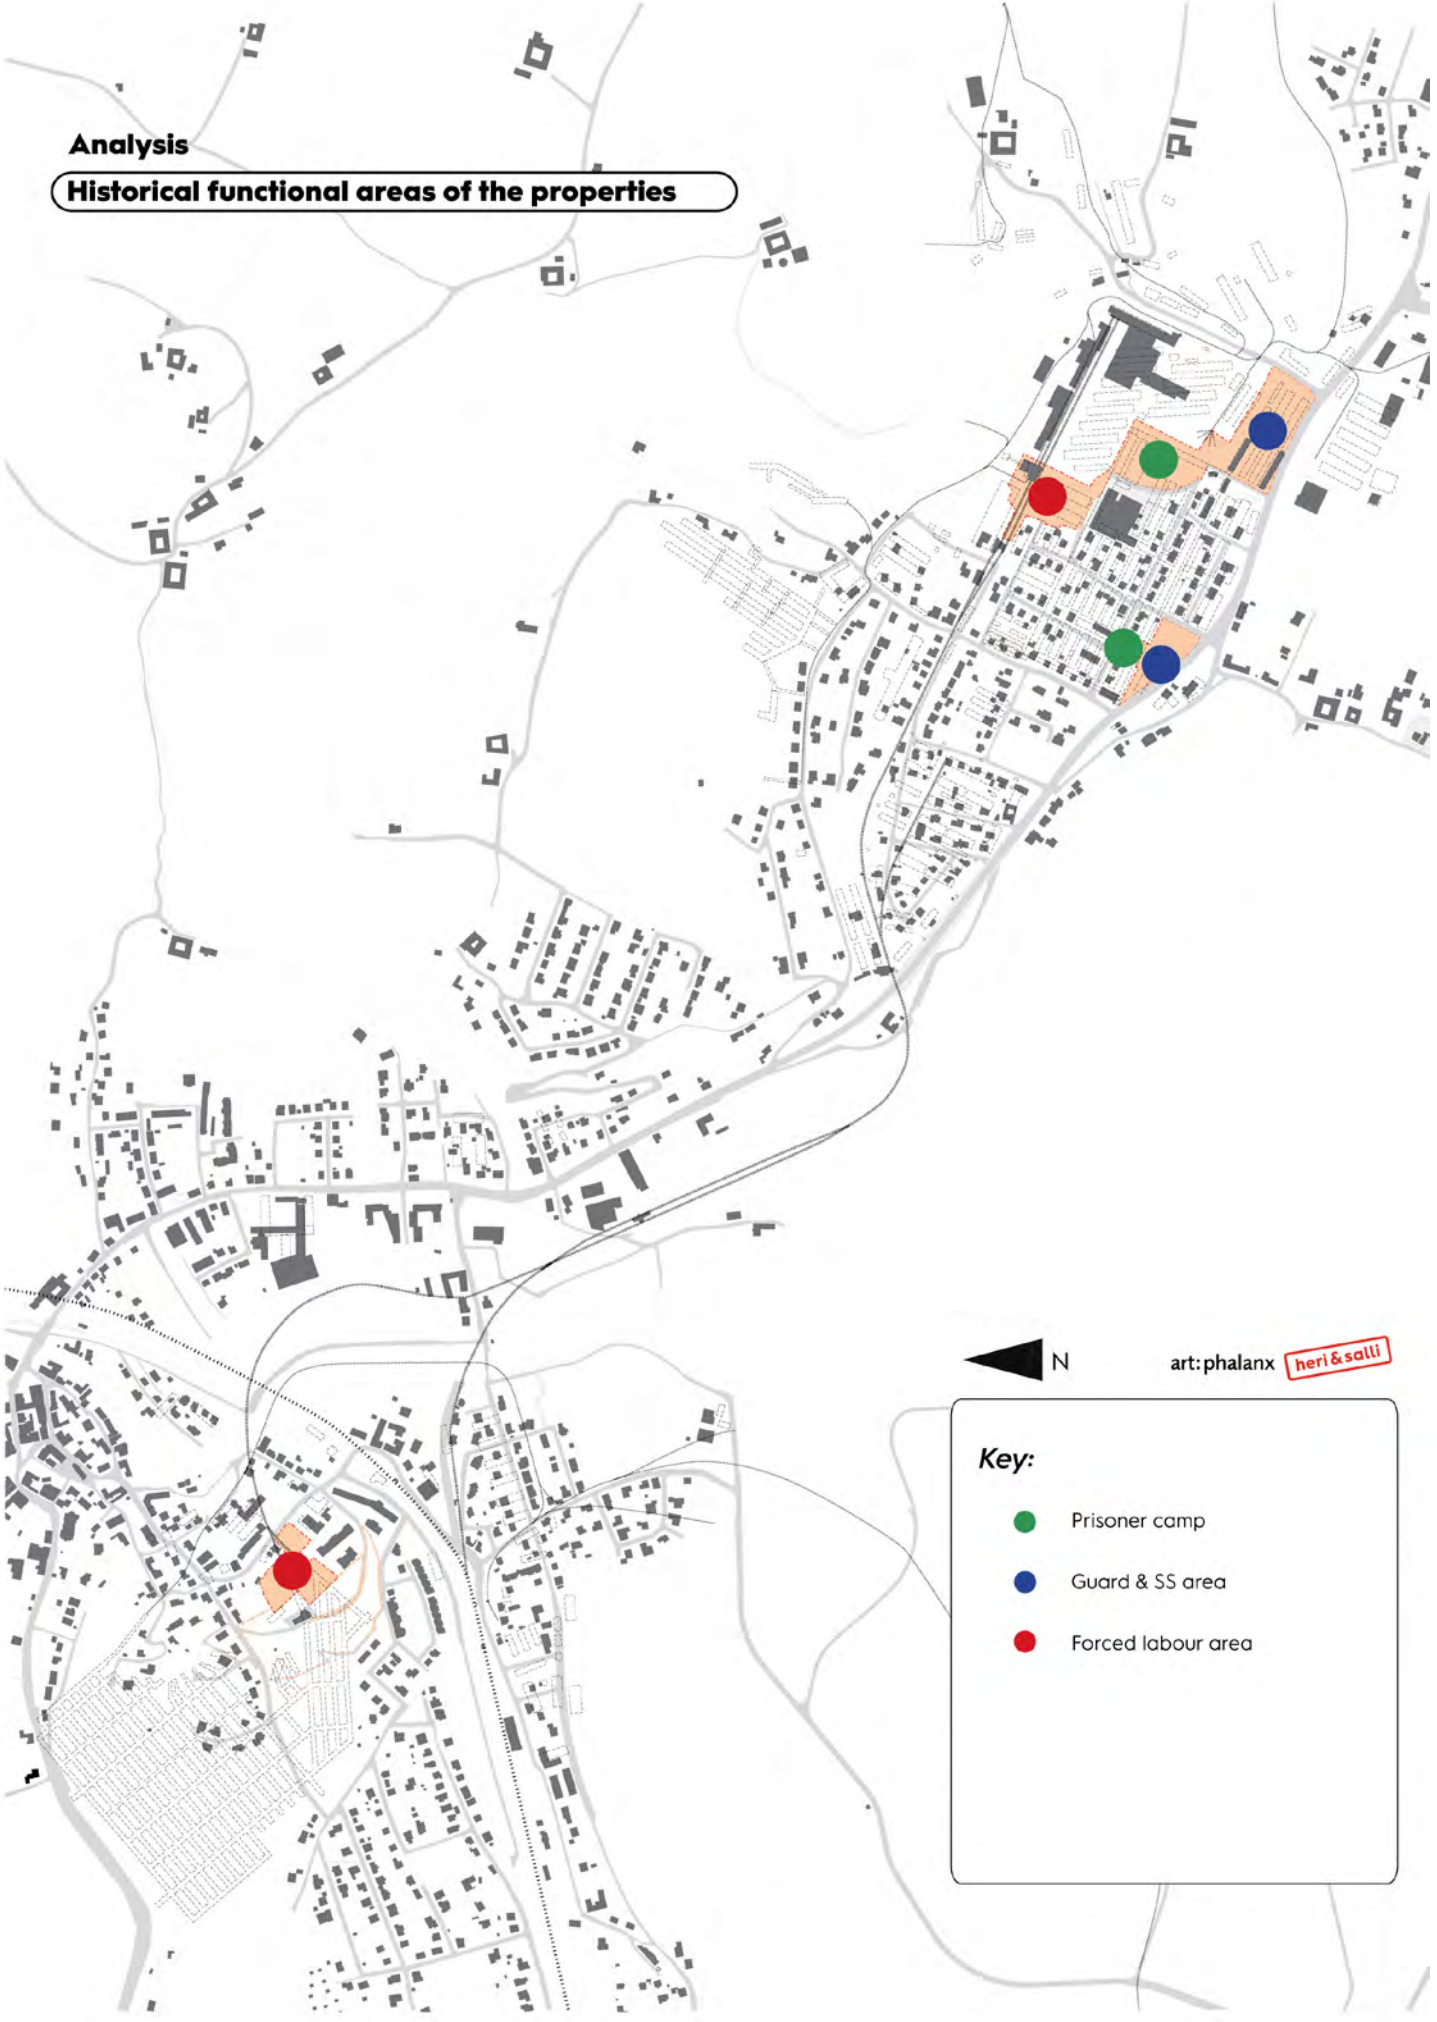 Analysis
Historical functional areas of the properties
N
art:phalanx
heri&salli
Key:
Prisoner camp
Guard & SS area
Forced labour area